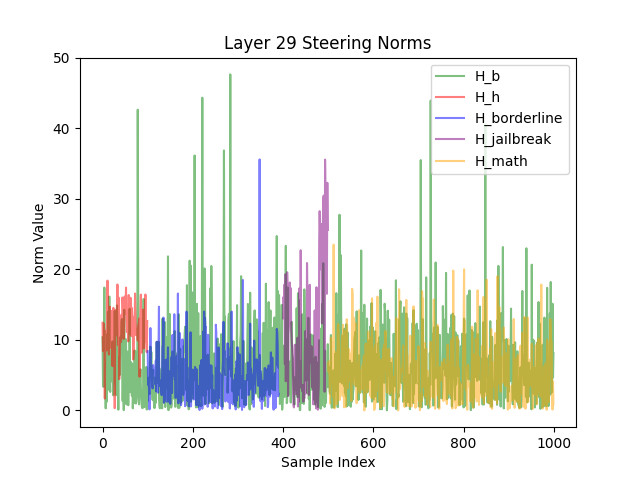 Layer 29 Steering Norms
50
40
30
20
10
0
Norm Value
H_b
H_h
H_borderline
H_jailbreak
H_math
0
200
400
600
800
1000
Sample Index